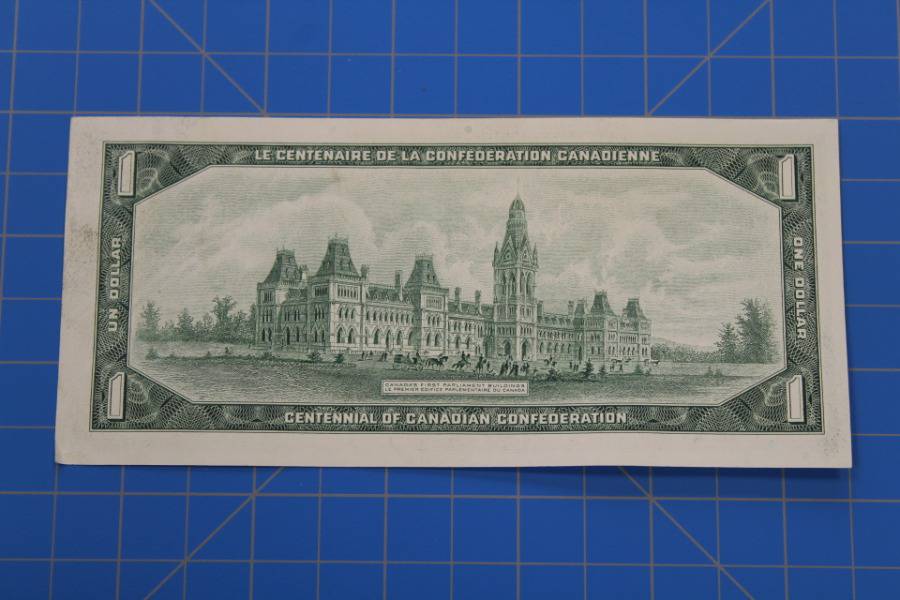 1 LE CENTENAIRE DE LA CONFEDERATION CANADIENNE 1
UN DOLLAR
ONE DOLLAR
CANADA'S FIRST PARLIAMENT BUILDINGS
LE PREMIER EDIFICE PARLEMENTAIRE DU CANADA
1 CENTENNIAL OF CANADIAN CONFEDERATION 1